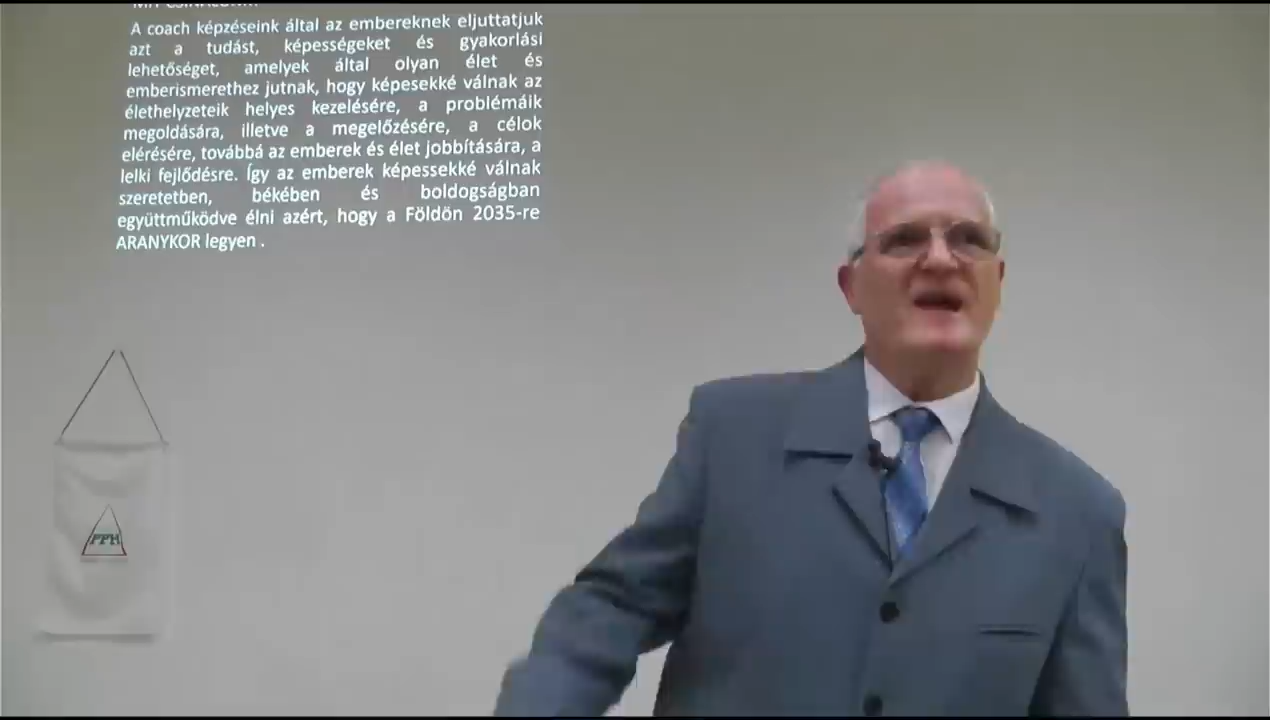 MIT CSINÁLUNK?
A coach képzéseink által az embereknek eljuttatjuk
azt a tudást, képességeket és gyakorlási
lehetőséget, amelyek által olyan élet és
emberismerethez jutnak, hogy képesekké válnak az
élethelyzeteik helyes kezelésére, a problémáik
megoldására, illetve a megelőzésére, a célok
elérésére, továbbá az emberek és élet jobbítására, a
lelki fejlődésre. Így az emberek képessekké válnak
szeretetben, békében és boldogságban
együttműködve élni azért, hogy a Földön 2035-re
ARANYKOR legyen .